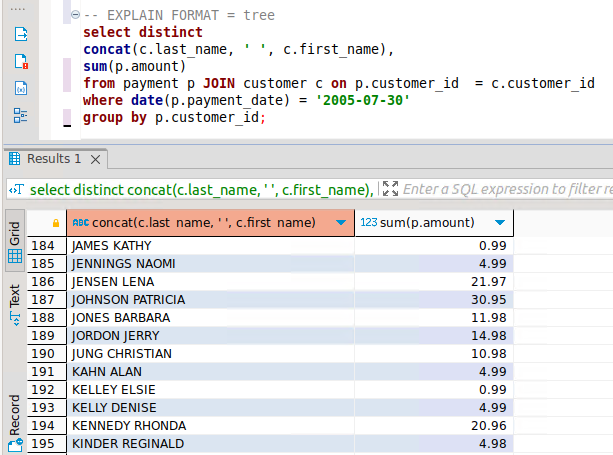 -- EXPLAIN FORMAT = tree
select distinct
concat(c.last_name, ' ', c.first_name),
sum(p.amount)
from payment p JOIN customer c on p.customer_id  = c.customer_id
where date(p.payment_date) = '2005-07-30'
group by p.customer_id;
Results 1
select distinct concat(c.last_name, ' ', c.first_name), Enter a SQL expression to filter re
Grid
Text
Record
ABC concat(c.last_name, ' ', c.first_name) 123 sum(p.amount)
184 JAMES KATHY 0.99
185 JENNINGS NAOMI 4.99
186 JENSEN LENA 21.97
187 JOHNSON PATRICIA 30.95
188 JONES BARBARA 11.98
189 JORDON JERRY 14.98
190 JUNG CHRISTIAN 10.98
191 KAHN ALAN 4.99
192 KELLEY ELSIE 0.99
193 KELLY DENISE 4.99
194 KENNEDY RHONDA 20.96
195 KINDER REGINALD 4.98